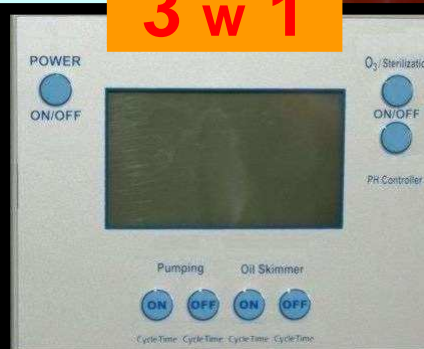 3 w 1
POWER
ON/OFF
O3/Sterilizatio
ON/OFF
PH Controller
Pumping Oil Skimmer
ON OFF ON OFF
Cycle Time Cycle Time Cycle Time Cycle Time